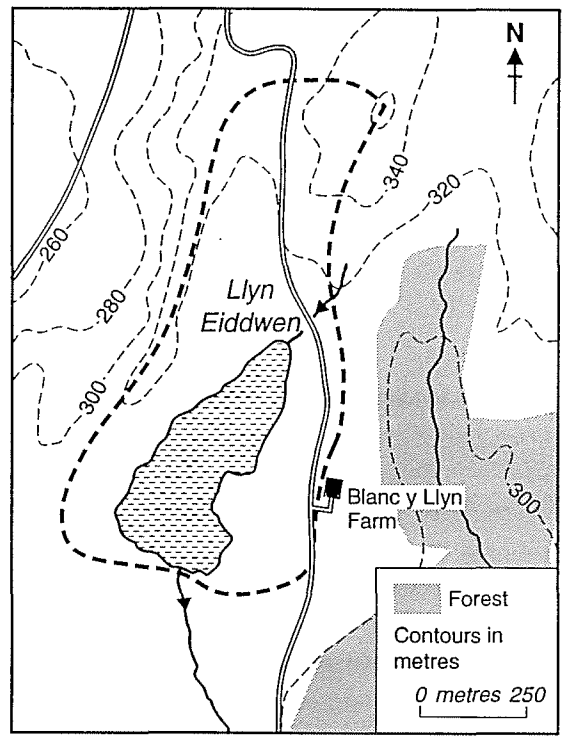 N
340
320
260
280
Llyn
Eiddwen
300
Blanc y Llyn
Farm
300
Forest
Contours in
metres
0 metres 250